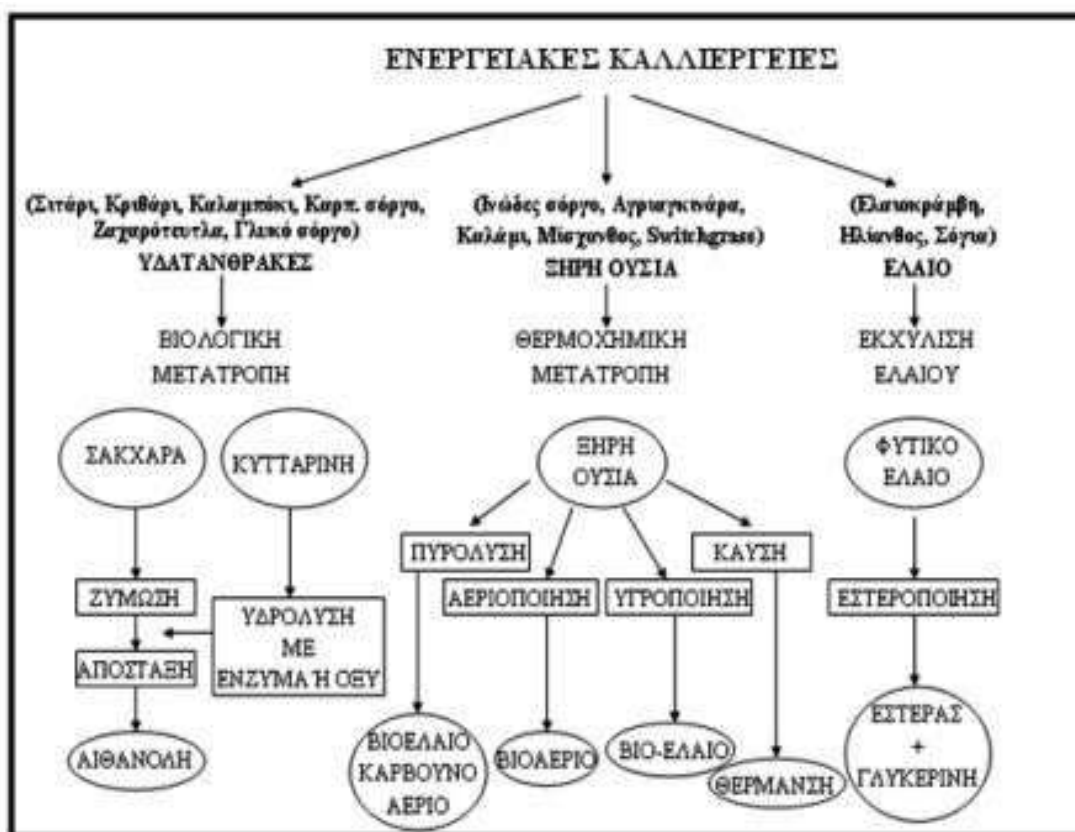 ΕΝΕΡΓΕΙΑΚΕΣ ΚΑΛΛΙΕΡΓΕΙΕΣ
(Σιτάρι, Κριθάρι, Καλαμπόκι, Καρπ. σόργο,
Ζαχαρότευτλα, Γλυκό σόργο)
ΥΔΑΤΑΝΘΡΑΚΕΣ
(Ινώδες σόργο, Αγριαγκινάρα,
Καλάμι, Μίσχανθος, Switchgrass)
ΞΗΡΗ ΟΥΣΙΑ
(Ελαιοκράμβη,
Ηλίανθος, Σόγια)
ΕΛΑΙΟ
ΒΙΟΛΟΓΙΚΗ
ΜΕΤΑΤΡΟΠΗ
ΘΕΡΜΟΧΗΜΙΚΗ
ΜΕΤΑΤΡΟΠΗ
ΕΚΧΥΛΙΣΗ
ΕΛΑΙΟΥ
ΣΑΚΧΑΡΑ
ΚΥΤΤΑΡΙΝΗ
ΞΗΡΗ
ΟΥΣΙΑ
ΦΥΤΙΚΟ
ΕΛΑΙΟ
ΠΥΡΟΛΥΣΗ
ΚΑΥΣΗ
ΖΥΜΩΣΗ
ΥΔΡΟΛΥΣΗ
ΜΕ
ΕΝΖΥΜΑ Ή ΟΞΥ
ΑΕΡΙΟΠΟΙΗΣΗ
ΥΓΡΟΠΟΙΗΣΗ
ΕΣΤΕΡΟΠΟΙΗΣΗ
ΑΠΟΣΤΑΞΗ
ΑΙΘΑΝΟΛΗ
ΒΙΟΕΛΑΙΟ
ΚΑΡΒΟΥΝΟ
ΑΕΡΙΟ
ΒΙΟΑΕΡΙΟ
ΒΙΟ-ΕΛΑΙΟ
ΘΕΡΜΑΝΣΗ
ΕΣΤΕΡΑΣ
+
ΓΛΥΚΕΡΙΝΗ